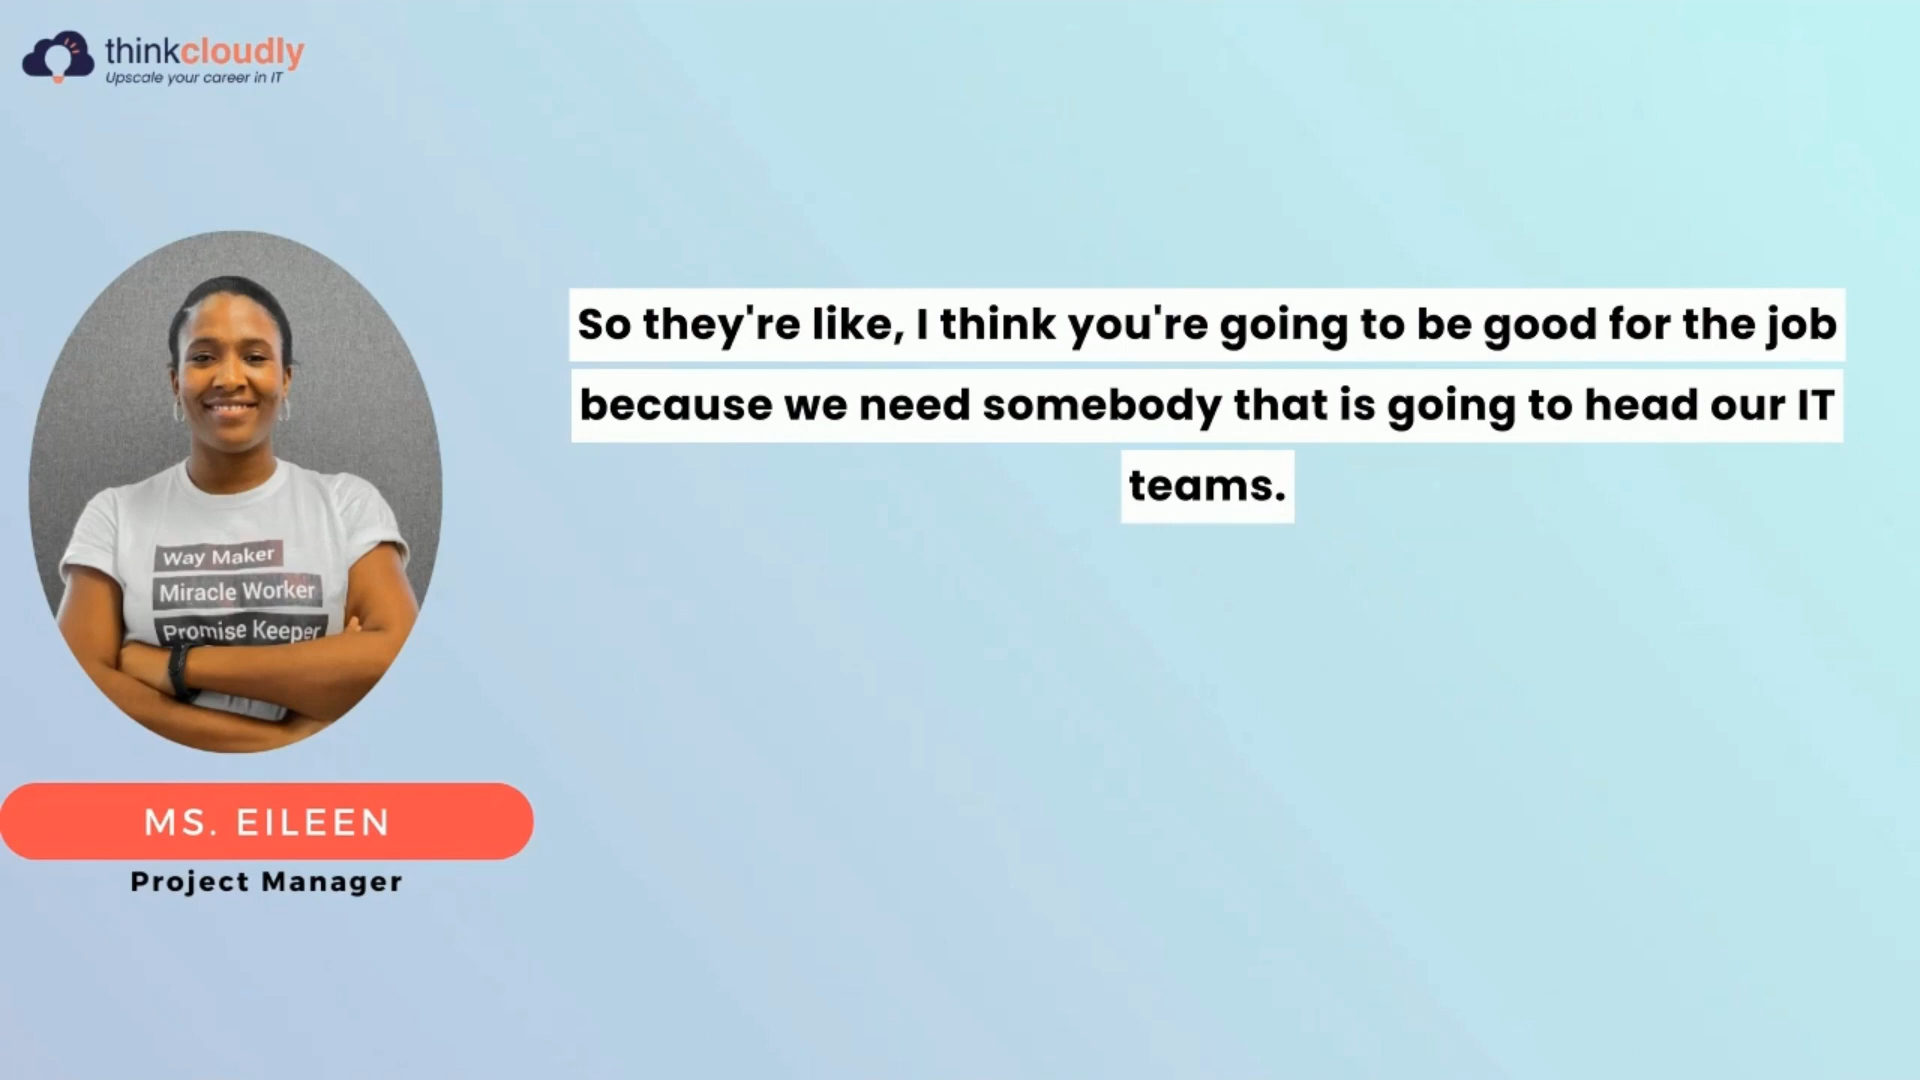 thinkcloudly
Upscale your career in IT
So they're like, I think you're going to be good for the job
because we need somebody that is going to head our IT
teams.
Way Maker
Miracle Worker
Promise Keeper
MS. EILEEN
Project Manager